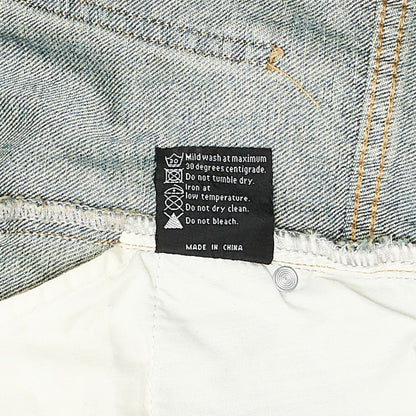 30
Mild wash at maximum
30 degrees centigrade.
Do not tumble dry.
Iron at
low temperature.
Do not dry clean.
Do not bleach.
MADE IN CHINA